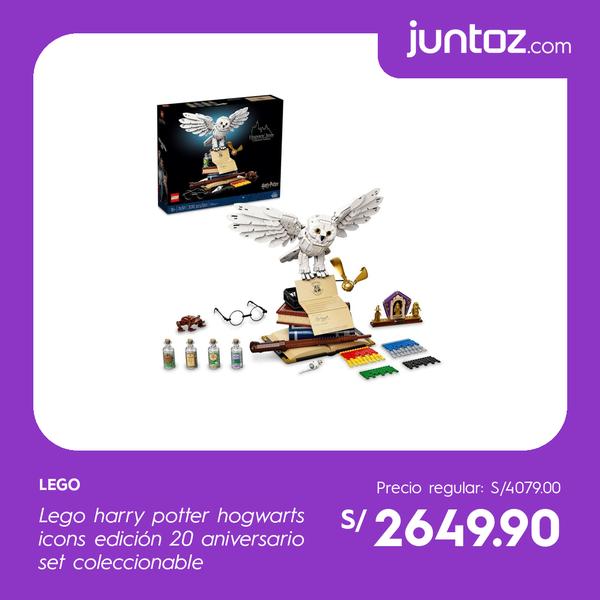 juntoz.com
LEGO
Precio regular: S/4079.00
Lego harry potter hogwarts
icons edición 20 aniversario
set coleccionable
S/ 2649.90